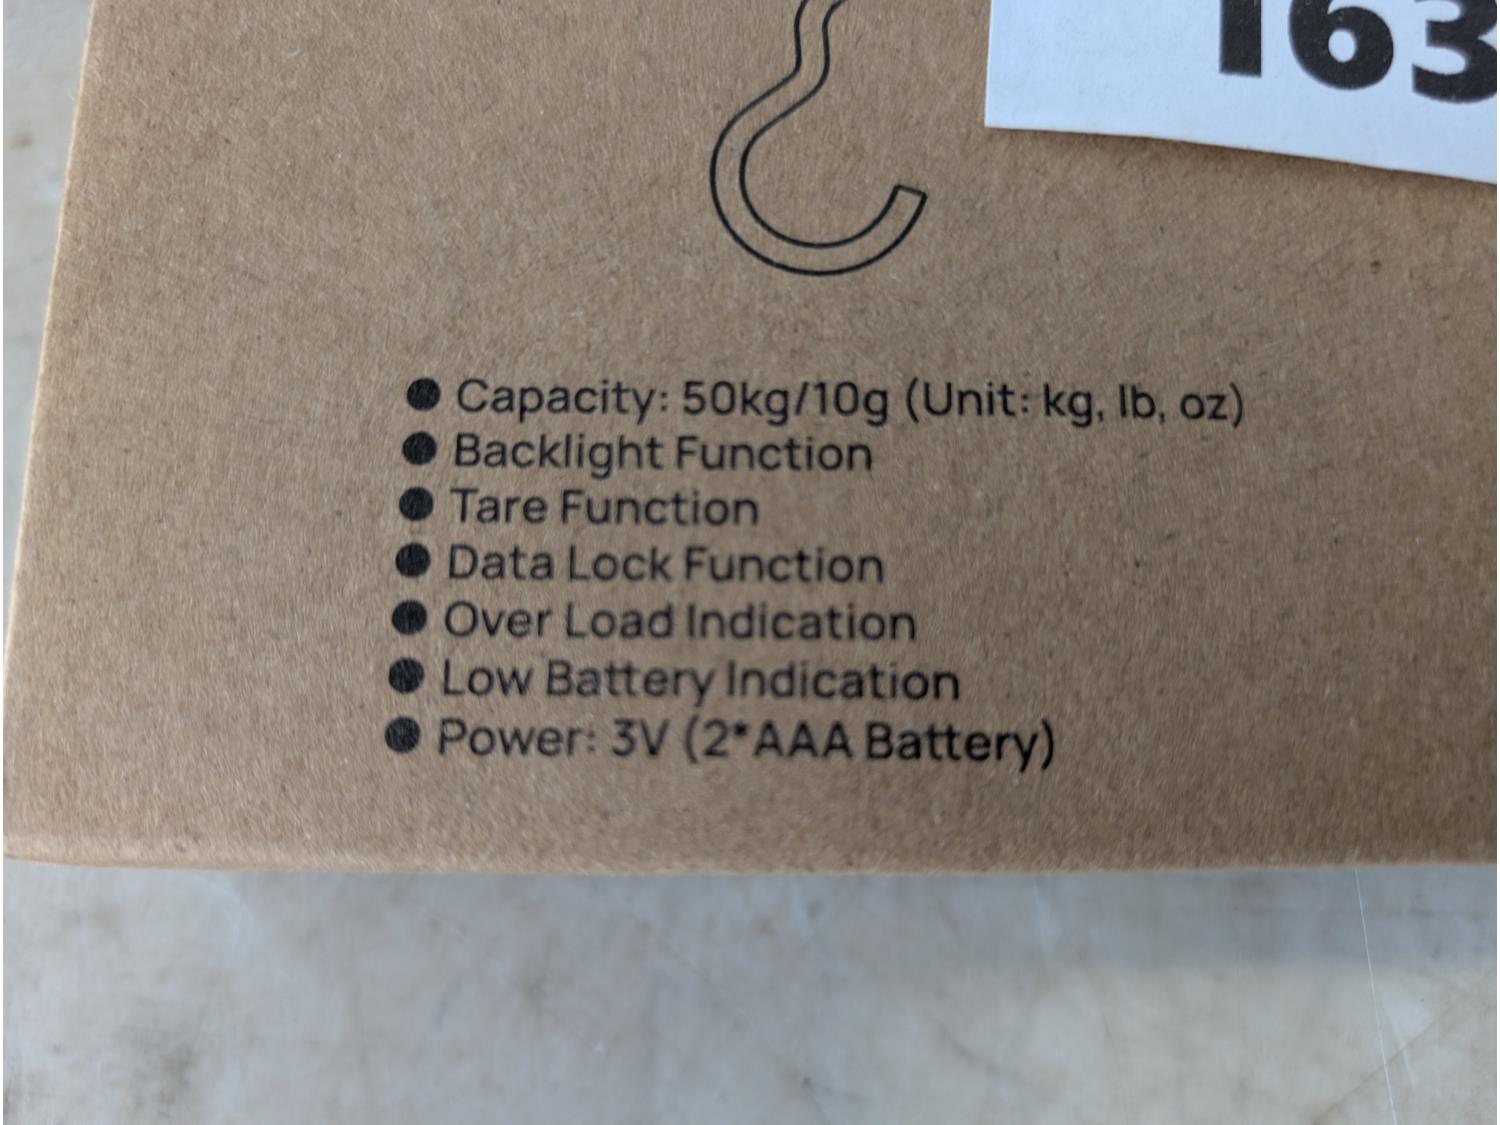 163
● Capacity: 50kg/10g (Unit: kg, lb, oz)
● Backlight Function
● Tare Function
● Data Lock Function
● Over Load Indication
● Low Battery Indication
● Power: 3V (2*AAA Battery)